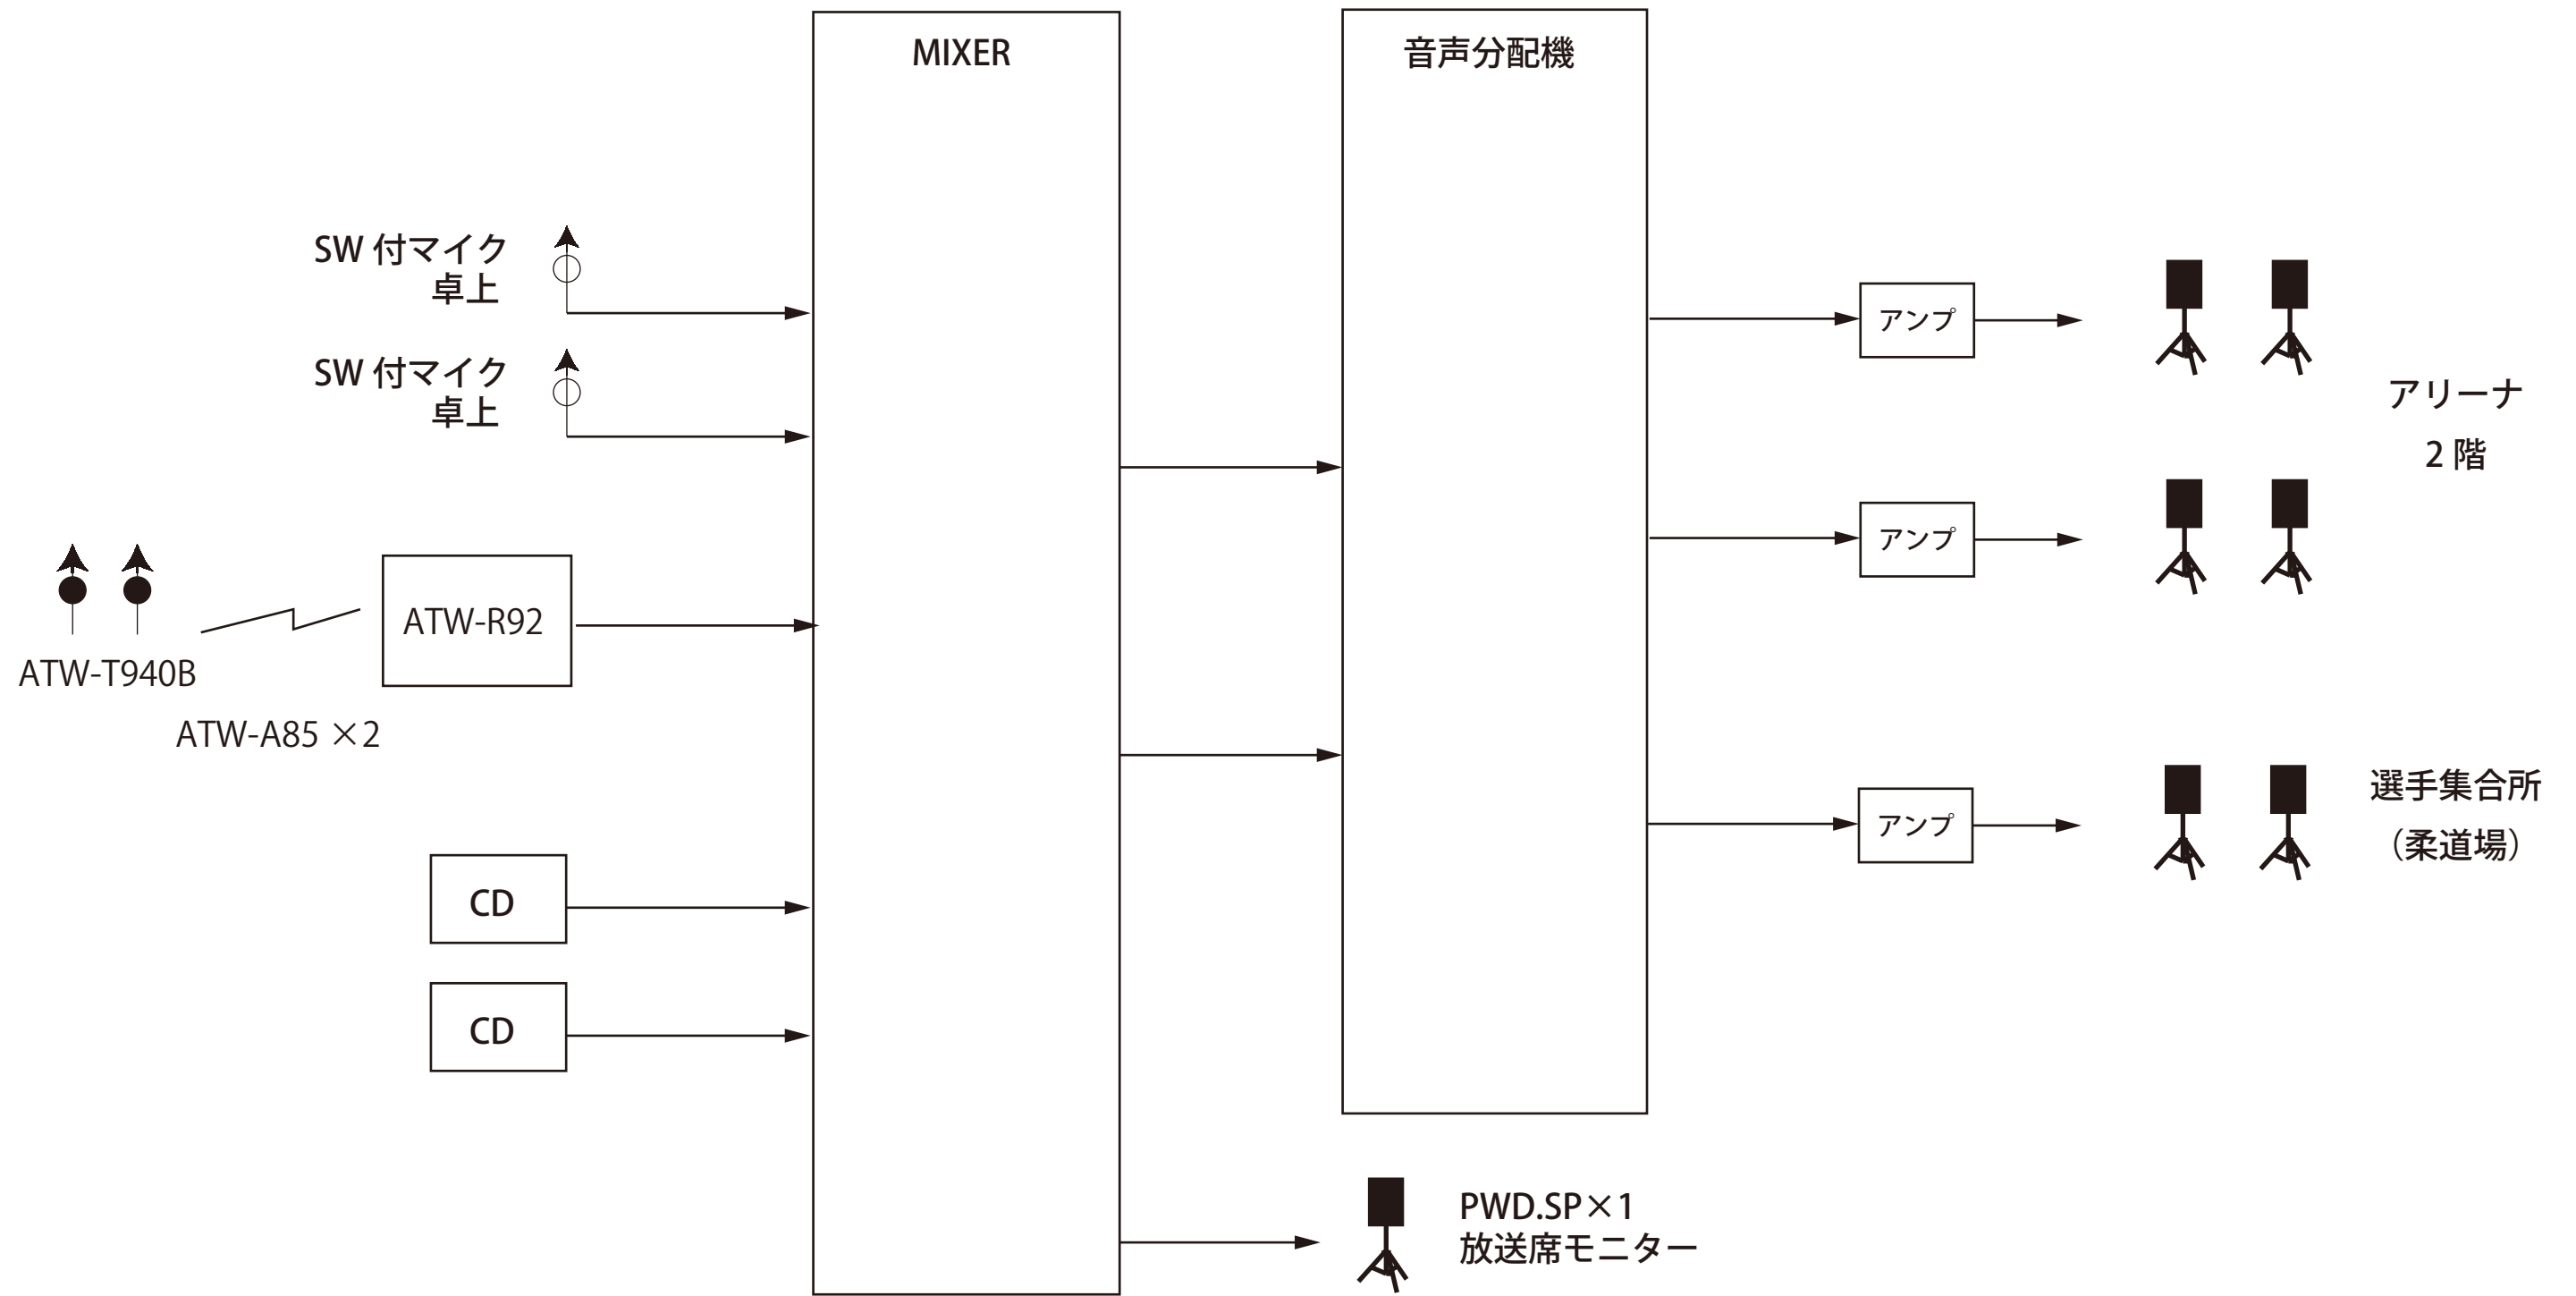 MIXER
音声分配機
SW 付マイク
卓上
SW 付マイク
卓上
ATW-T940B
ATW-R92
ATW-A85 ×2
CD
CD
アンプ
アンプ
アンプ
アリーナ
2 階
選手集合所
（柔道場）
PWD.SP×1
放送席モニター